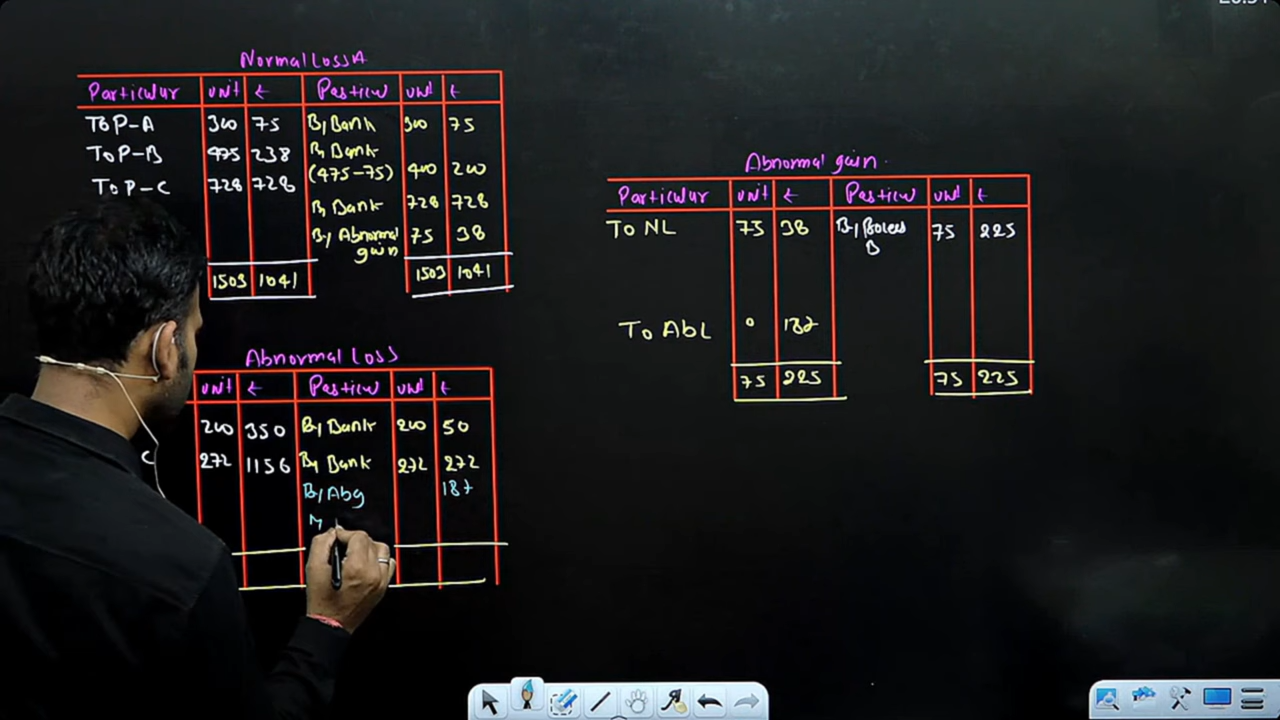 Normal Loss A
Particular unit ₹ Particu unit ₹
To P-A 300 75 By Bank 300 75
To P-B 475 238 By Bank
(475-75) 400 200
To P-C 728 728 By Bank 728 728
By Abnormal
gain 75 38
1503 1041 1503 1041
Abnormal Loss
unit ₹ Particu unit ₹
200 350 By Bank 200 50
C 272 1156 By Bank 272 272
By Abg 187
Abnormal gain
Particular unit ₹ Particu unit ₹
To NL 75 38 By 75 225
B
To AbL 0 187
75 225 75 225